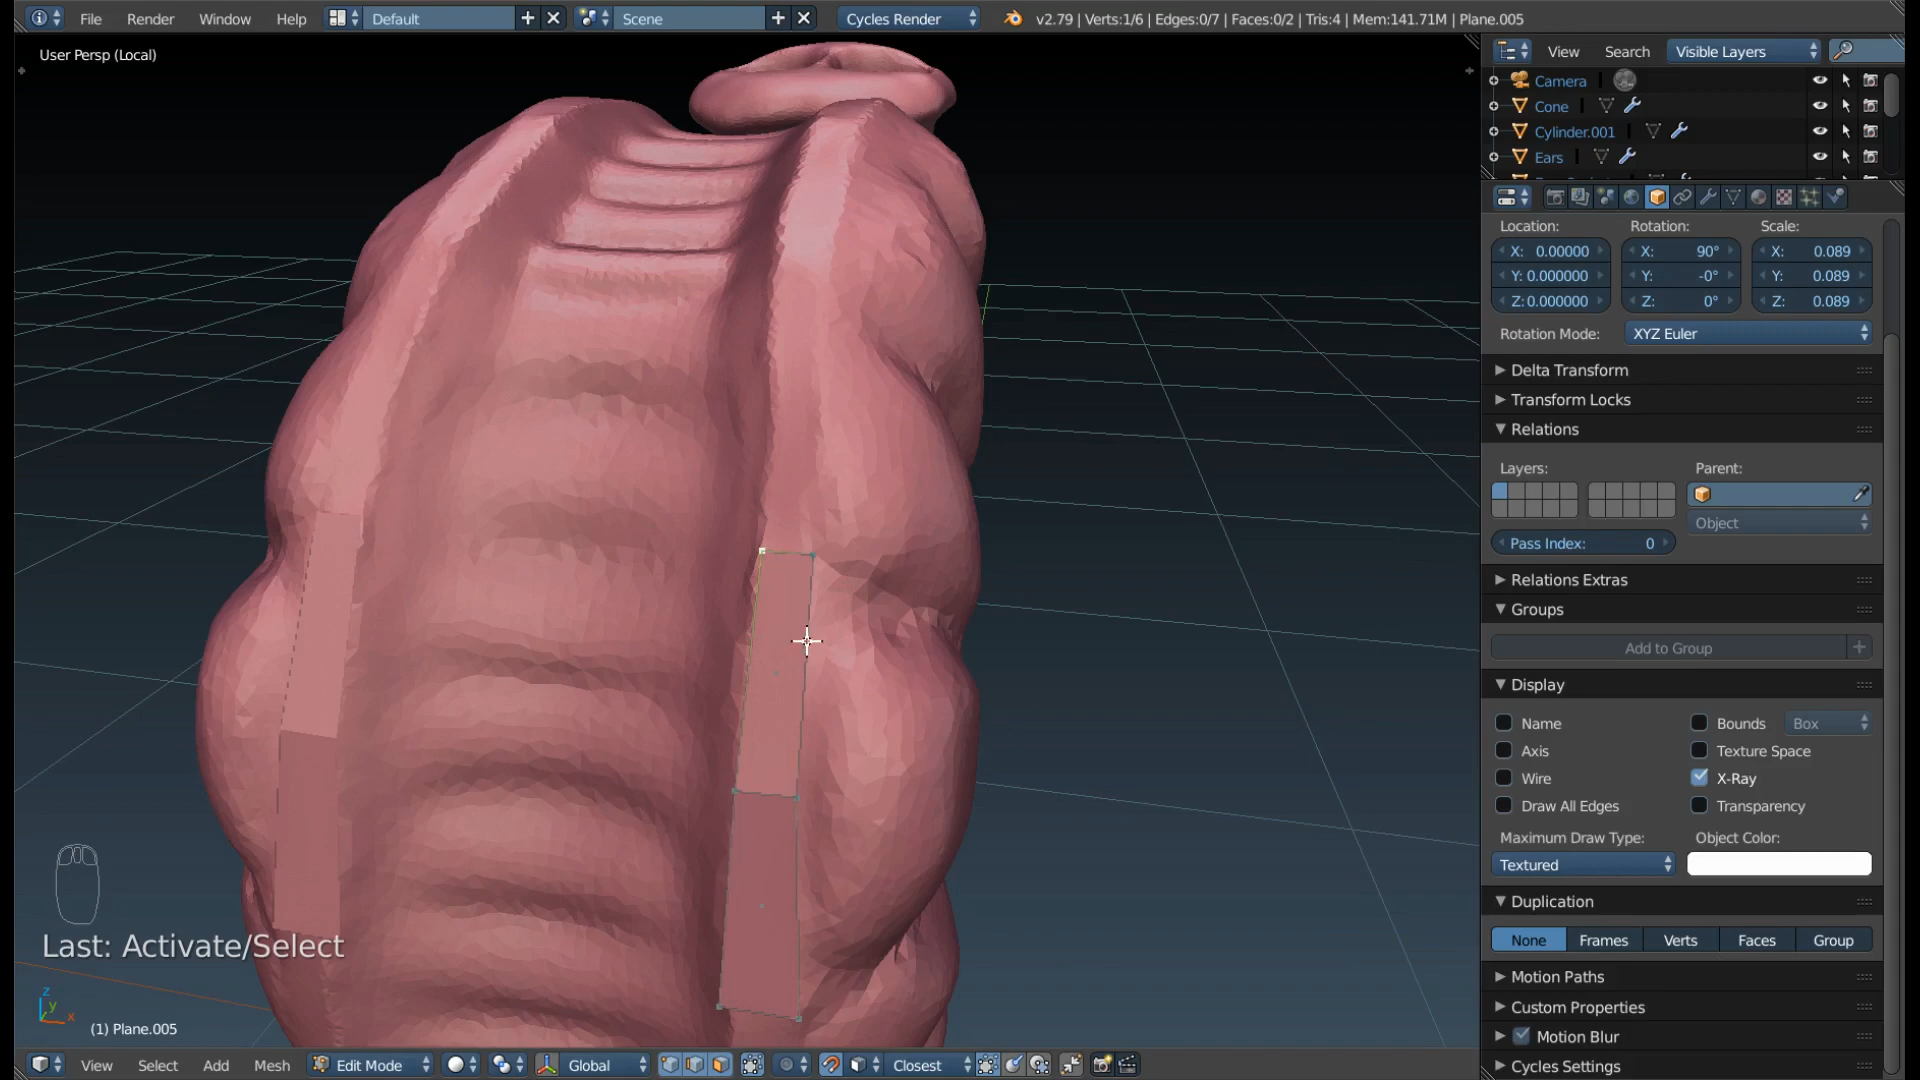 File Render Window Help Default Scene Cycles Render v2.79 | Verts:1/6 | Edges:0/7 | Faces:0/2 | Tris:4 | Mem:141.71M | Plane.005
User Persp (Local)
View Search Visible Layers
Camera
Cone
Cylinder.001
Ears
Location: Rotation: Scale:
X: 0.00000 X: 90° X: 0.089
Y: 0.000000 Y: -0° Y: 0.089
Z: 0.000000 Z: 0° Z: 0.089
Rotation Mode: XYZ Euler
Delta Transform
Transform Locks
Relations
Layers: Parent:
Object
Pass Index: 0
Relations Extras
Groups
Add to Group
Display
Name Bounds Box
Axis Texture Space
Wire X-Ray
Draw All Edges Transparency
Maximum Draw Type: Object Color:
Textured
Duplication
None Frames Verts Faces Group
Motion Paths
Custom Properties
Motion Blur
Cycles Settings
Last: Activate/Select
z
y
x
(1) Plane.005
View Select Add Mesh Edit Mode Global Closest